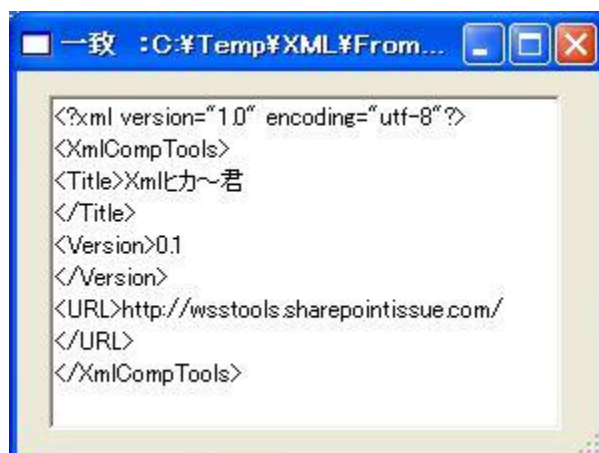 一致 :C:¥Temp¥XML¥From...
<?xml version="1.0" encoding="utf-8"?>
<XmlCompTools>
<Title>Xmlヒカ～君
</Title>
<Version>0.1
</Version>
<URL>http://wsstools.sharepointissue.com/
</URL>
</XmlCompTools>